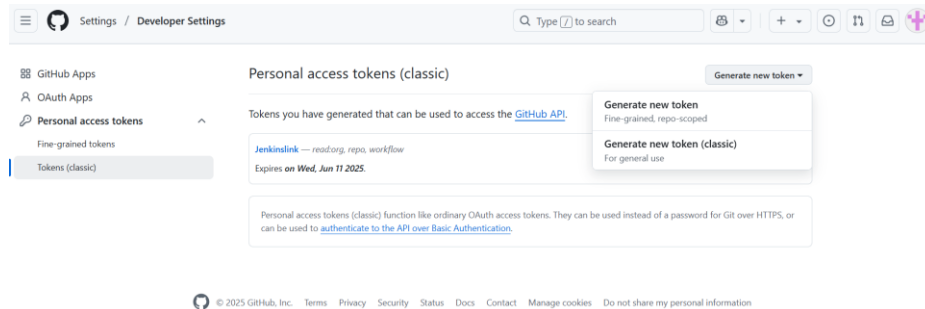 Settings / Developer Settings
Type / to search
GitHub Apps
OAuth Apps
Personal access tokens
Fine-grained tokens
Tokens (classic)
Personal access tokens (classic)
Generate new token
Tokens you have generated that can be used to access the GitHub API.
Generate new token
Fine-grained, repo-scoped
Generate new token (classic)
For general use
Jenkinslink — read:org, repo, workflow
Expires on Wed, Jun 11 2025.
Personal access tokens (classic) function like ordinary OAuth access tokens. They can be used instead of a password for Git over HTTPS, or
can be used to authenticate to the API over Basic Authentication.
© 2025 GitHub, Inc. Terms Privacy Security Status Docs Contact Manage cookies Do not share my personal information